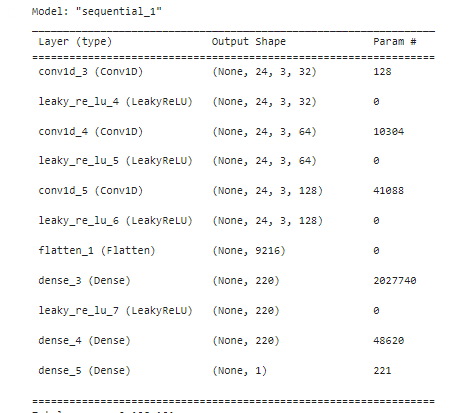 Model: "sequential_1"
Layer (type) Output Shape Param #
conv1d_3 (Conv1D) (None, 24, 3, 32) 128
leaky_re_lu_4 (LeakyReLU) (None, 24, 3, 32) 0
conv1d_4 (Conv1D) (None, 24, 3, 64) 10304
leaky_re_lu_5 (LeakyReLU) (None, 24, 3, 64) 0
conv1d_5 (Conv1D) (None, 24, 3, 128) 41088
leaky_re_lu_6 (LeakyReLU) (None, 24, 3, 128) 0
flatten_1 (Flatten) (None, 9216) 0
dense_3 (Dense) (None, 220) 2027740
leaky_re_lu_7 (LeakyReLU) (None, 220) 0
dense_4 (Dense) (None, 220) 48620
dense_5 (Dense) (None, 1) 221